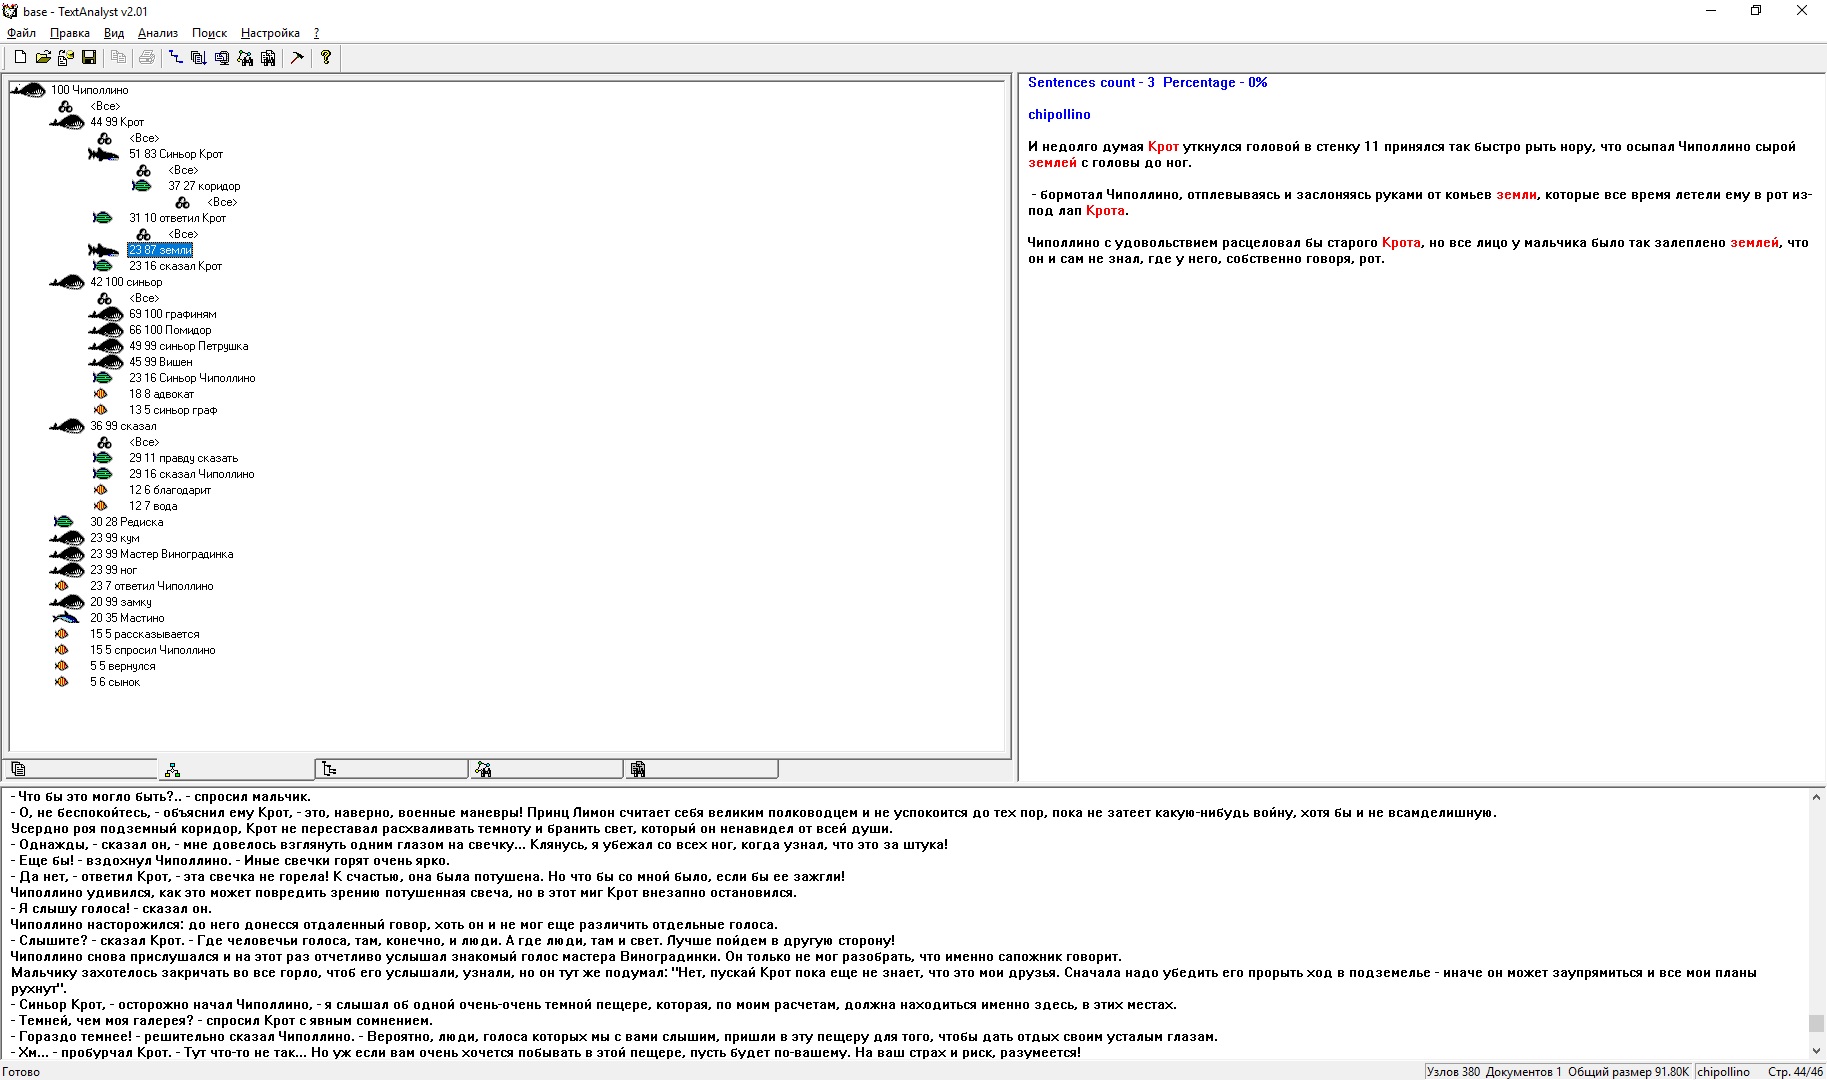 base - TextAnalyst v2.01
Файл Правка Вид Анализ Поиск Настройка ?
100 Чиполлино
<Все>
44 99 Крот
<Все>
51 83 Синьор Крот
<Все>
37 27 коридор
<Все>
31 10 ответил Крот
<Все>
23 87 земли
23 16 сказал Крот
42 100 синьор
<Все>
69 100 графиням
66 100 Помидор
49 99 синьор Петрушка
45 99 Вишен
23 16 Синьор Чиполлино
18 8 адвокат
13 5 синьор граф
36 99 сказал
<Все>
29 11 правду сказать
29 16 сказал Чиполлино
12 6 благодарит
12 7 вода
30 28 Редиска
23 99 кум
23 99 Мастер Виноградинка
23 99 ног
23 7 ответил Чиполлино
20 99 замку
20 35 Мастино
15 5 рассказывается
15 5 спросил Чиполлино
5 5 вернулся
5 6 сынок
Sentences count - 3 Percentage - 0%
chipollino
И недолго думая Крот уткнулся головой в стенку 11 принялся так быстро рыть нору, что осыпал Чиполлино сырой
землей с головы до ног.
- бормотал Чиполлино, отплевываясь и заслоняясь руками от комьев земли, которые все время летели ему в рот из-
под лап Крота.
Чиполлино с удовольствием расцеловал бы старого Крота, но все лицо у мальчика было так залеплено землей, что
он и сам не знал, где у него, собственно говоря, рот.
- Что бы это могло быть?.. - спросил мальчик.
- О, не беспокойтесь, - объяснил ему Крот, - это, наверно, военные маневры! Принц Лимон считает себя великим полководцем и не успокоится до тех пор, пока не затеет какую-нибудь войну, хотя бы и не всамделишную.
Усердно роя подземный коридор, Крот не переставал расхваливать темноту и бранить свет, который он ненавидел от всей души.
- Однажды, - сказал он, - мне довелось взглянуть одним глазом на свечку... Клянусь, я убежал со всех ног, когда узнал, что это за штука!
- Еще бы! - вздохнул Чиполлино. - Иные свечки горят очень ярко.
- Да нет, - ответил Крот, - эта свечка не горела! К счастью, она была потушена. Но что бы со мной было, если бы ее зажгли!
Чиполлино удивился, как это может повредить зрению потушенная свеча, но в этот миг Крот внезапно остановился.
- Я слышу голоса! - сказал он.
Чиполлино насторожился: до него донесся отдаленный говор, хоть он и не мог еще различить отдельные голоса.
- Слышите? - сказал Крот. - Где человечьи голоса, там, конечно, и люди. А где люди, там и свет. Лучше пойдем в другую сторону!
Чиполлино снова прислушался и на этот раз отчетливо услышал знакомый голос мастера Виноградинки. Он только не мог разобрать, что именно сапожник говорит.
Мальчику захотелось закричать во все горло, чтоб его услышали, узнали, но он тут же подумал: "Нет, пускай Крот пока еще не знает, что это мои друзья. Сначала надо убедить его прорыть ход в подземелье - иначе он может заупрямиться и все мои планы
рухнут".
- Синьор Крот, - осторожно начал Чиполлино, - я слышал об одной очень-очень темной пещере, которая, по моим расчетам, должна находиться именно здесь, в этих местах.
- Темней, чем моя галерея? - спросил Крот с явным сомнением.
- Гораздо темнее! - решительно сказал Чиполлино. - Вероятно, люди, голоса которых мы с вами слышим, пришли в эту пещеру для того, чтобы дать отдых своим усталым глазам.
- Хм... - пробурчал Крот. - Тут что-то не так... Но уж если вам очень хочется побывать в этой пещере, пусть будет по-вашему. На ваш страх и риск, разумеется!
Готово Узлов 380 Документов 1 Общий размер 91.80K chipollino Стр. 44/46